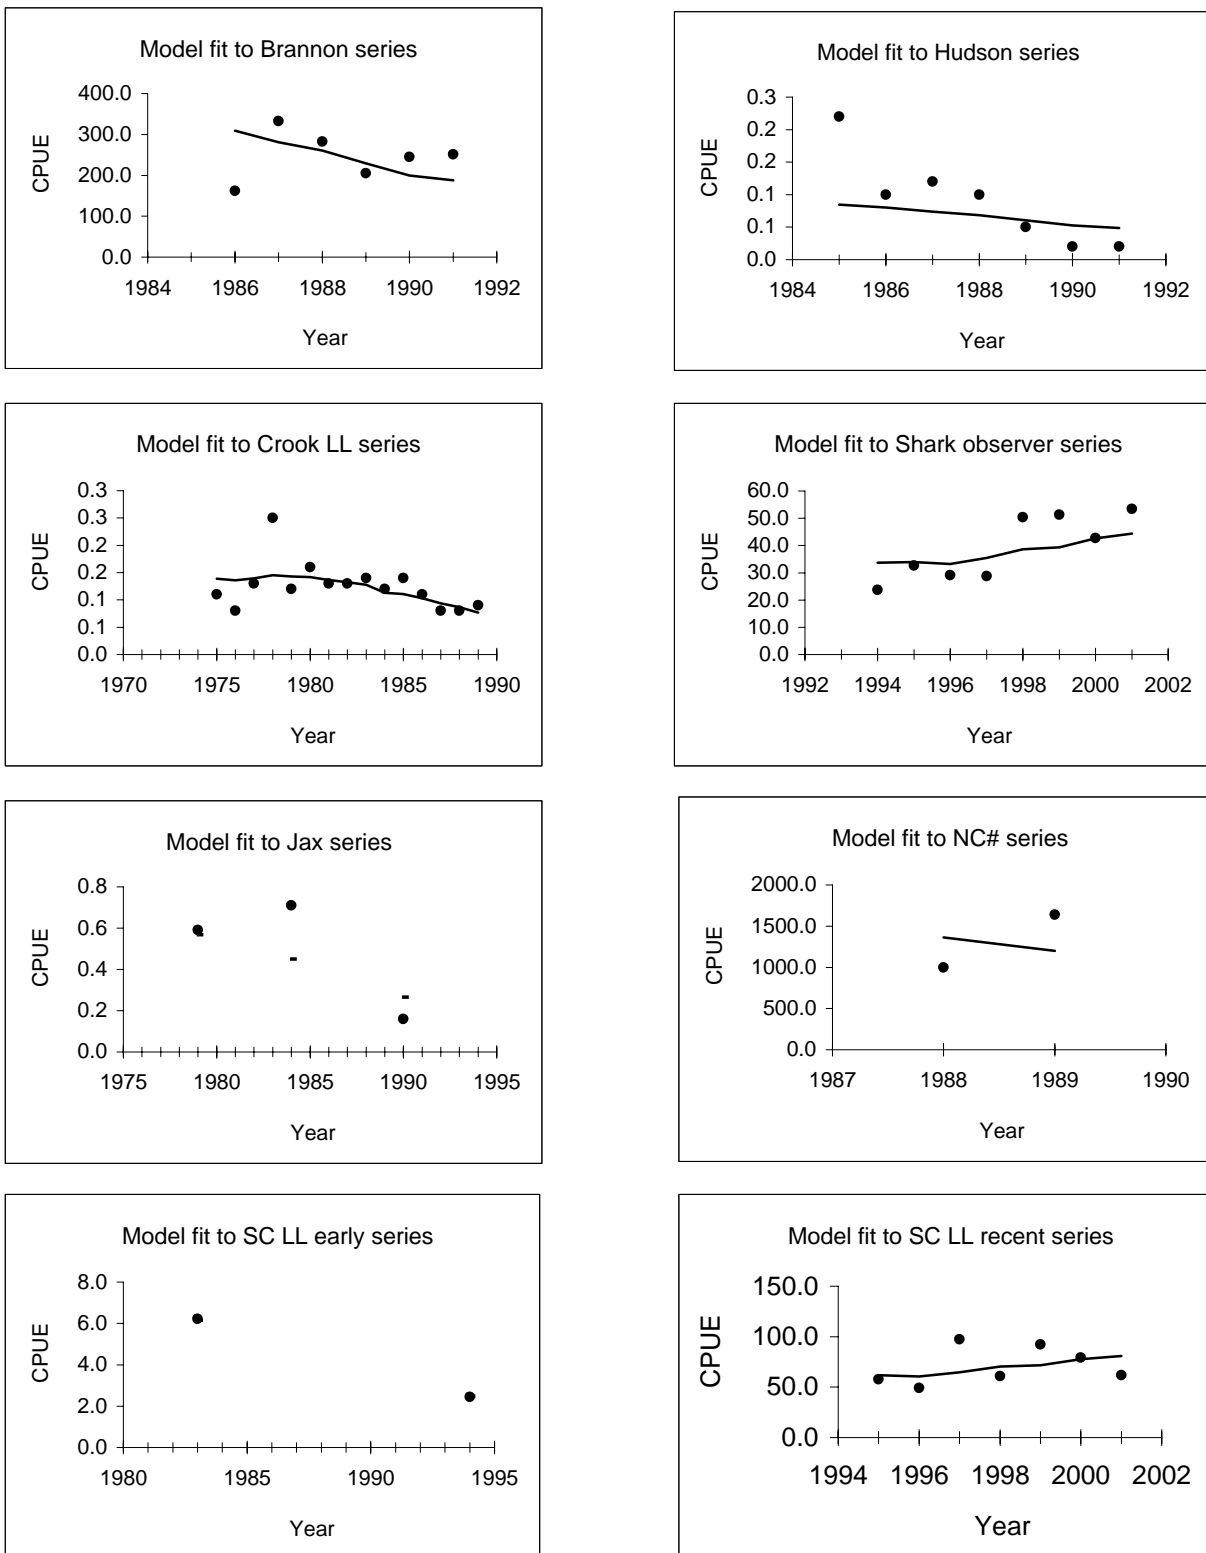 Model fit to Brannon series
400.0
300.0
200.0
100.0
0.0
CPUE
1984 1986 1988 1990 1992
Year
Model fit to Hudson series
0.3
0.2
0.2
0.1
0.1
0.0
CPUE
1984 1986 1988 1990 1992
Year
Model fit to Crook LL series
0.3
0.3
0.2
0.2
0.1
0.1
0.0
CPUE
1970 1975 1980 1985 1990
Year
Model fit to Shark observer series
60.0
50.0
40.0
30.0
20.0
10.0
0.0
CPUE
1992 1994 1996 1998 2000 2002
Year
Model fit to Jax series
0.8
0.6
0.4
0.2
0.0
CPUE
1975 1980 1985 1990 1995
Year
Model fit to NC# series
2000.0
1500.0
1000.0
500.0
0.0
CPUE
1987 1988 1989 1990
Year
Model fit to SC LL early series
8.0
6.0
4.0
2.0
0.0
CPUE
1980 1985 1990 1995
Year
Model fit to SC LL recent series
150.0
100.0
50.0
0.0
CPUE
1994 1996 1998 2000 2002
Year